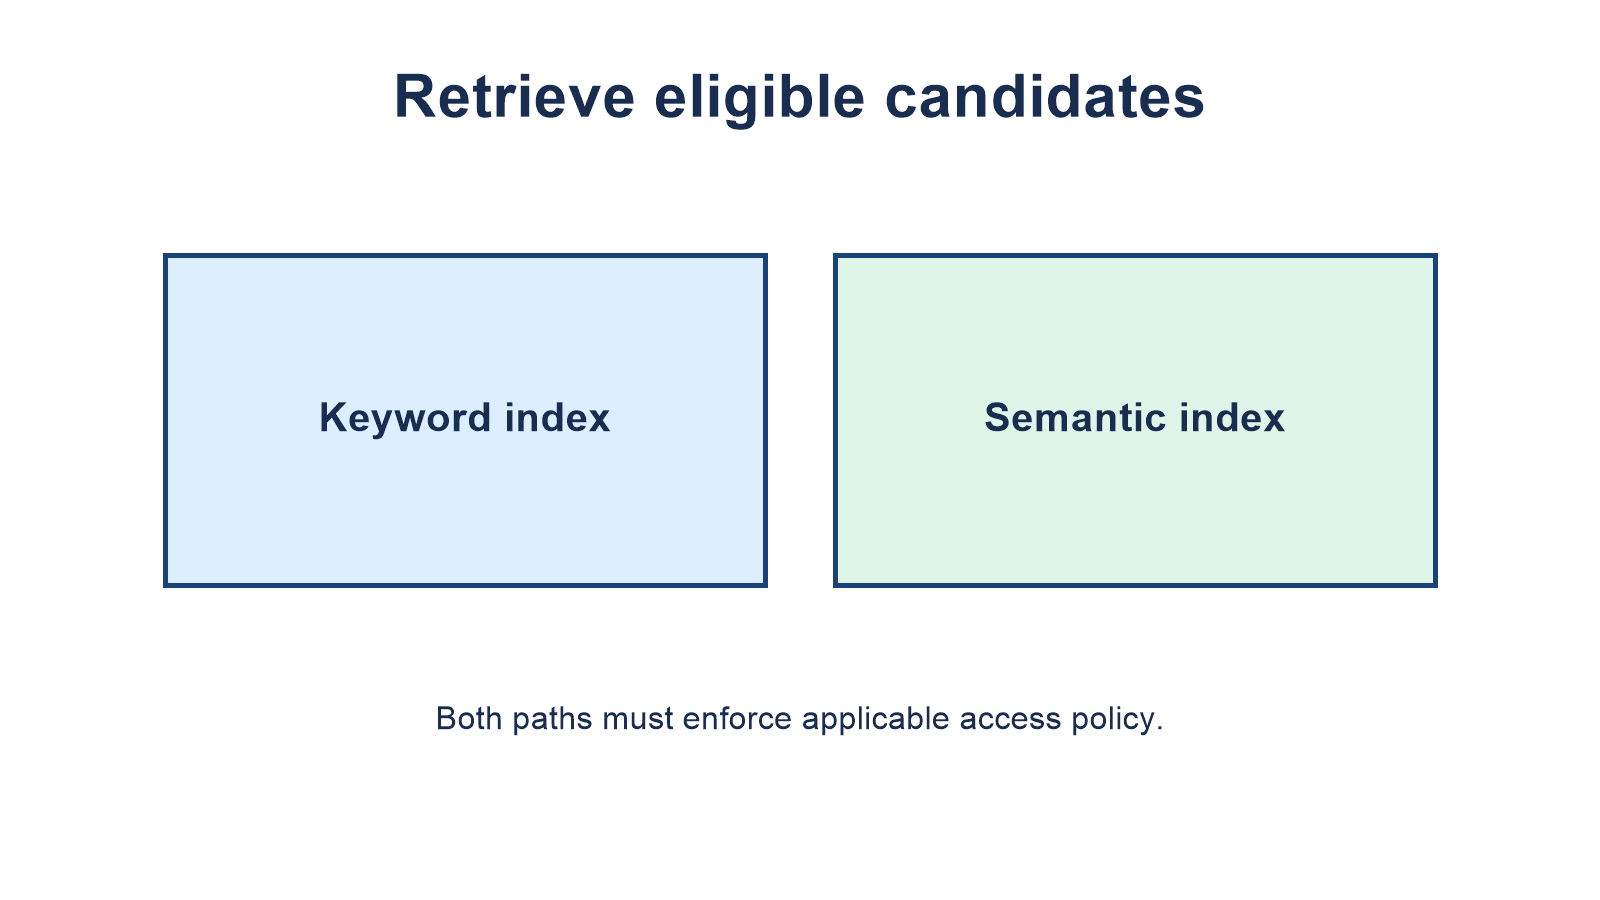 Retrieve eligible candidates
Keyword index
Semantic index
Both paths must enforce applicable access policy.